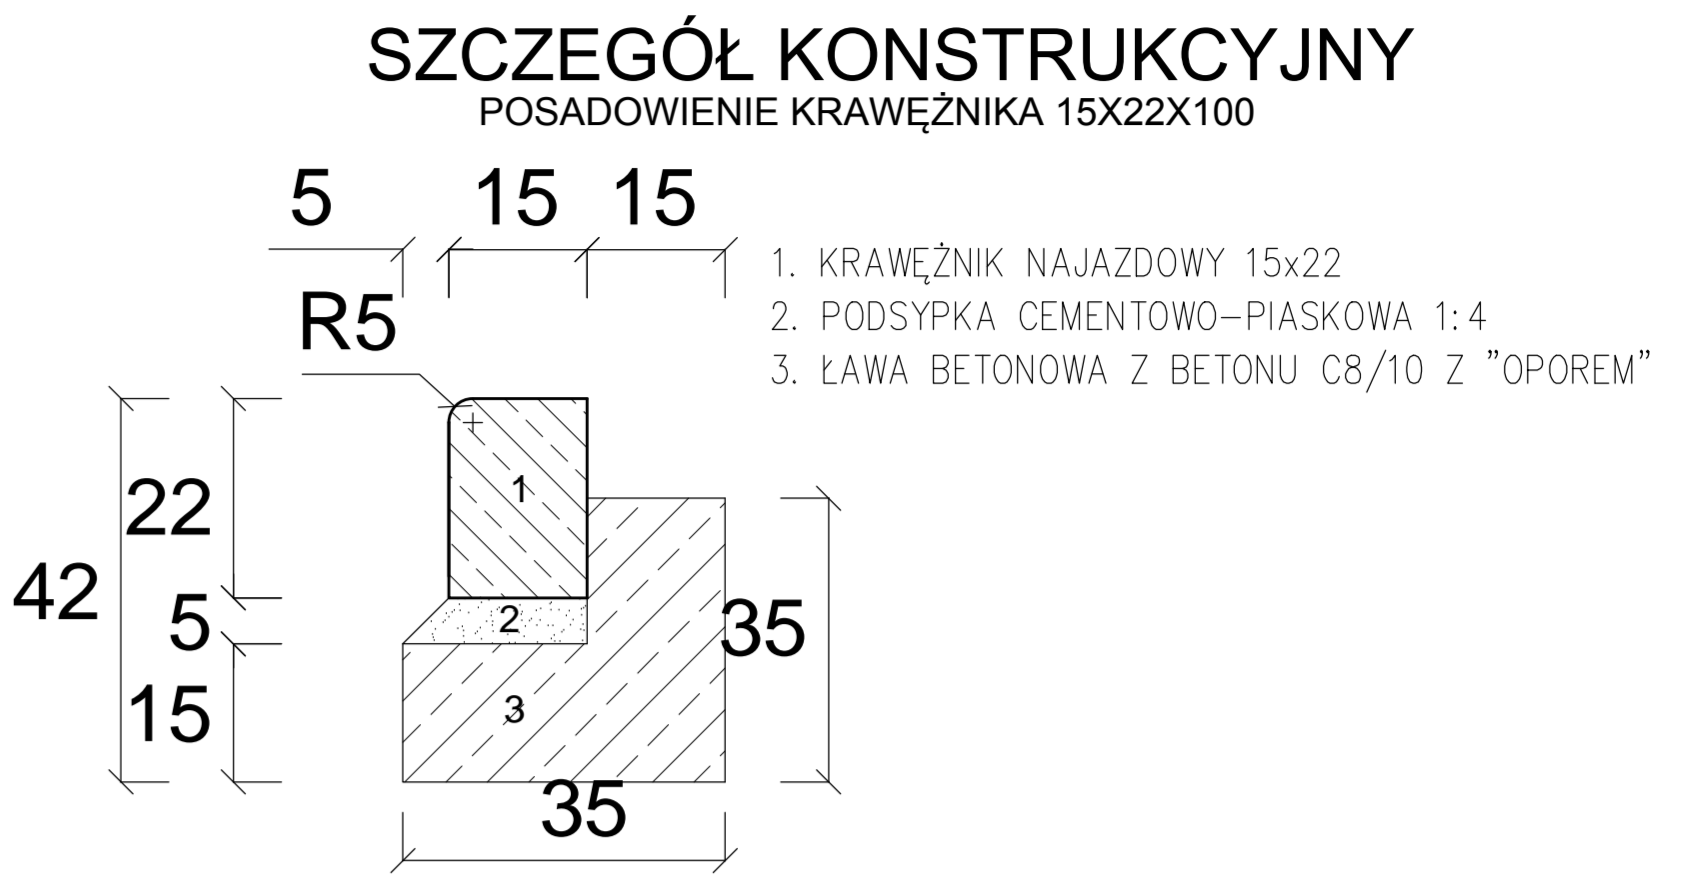 SZCZEGÓŁ KONSTRUKCYJNY
POSADOWIENIE KRAWĘŻNIKA 15X22X100
5 15 15
1. KRAWĘŻNIK NAJAZDOWY 15x22
2. PODSYPKA CEMENTOWO-PIASKOWA 1:4
3. ŁAWA BETONOWA Z BETONU C8/10 Z "OPOREM"
R5
22
1
42
5
2
35
15
3
35